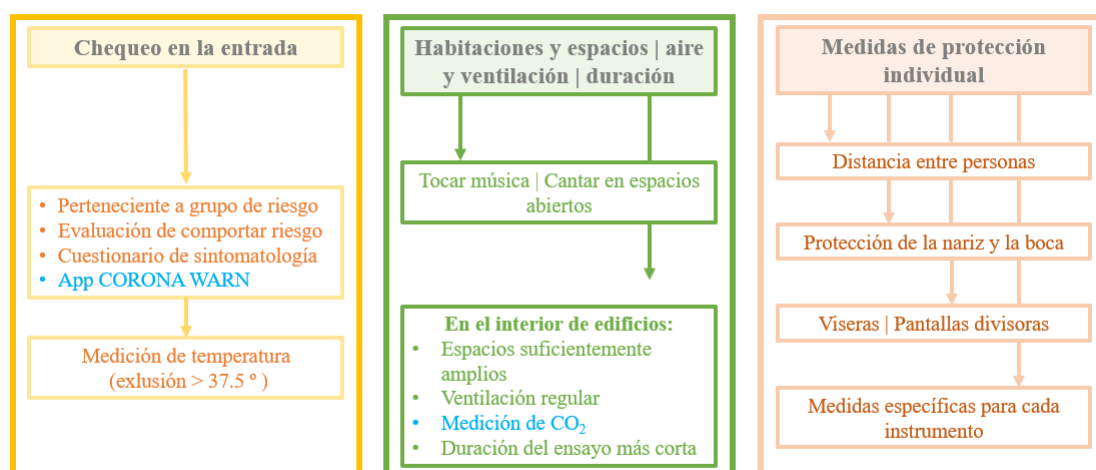 Chequeo en la entrada
• Perteneciente a grupo de riesgo
• Evaluación de comportar riesgo
• Cuestionario de sintomatología
• App CORONA WARN
Medición de temperatura
(exlusión > 37.5 º )
Habitaciones y espacios | aire
y ventilación | duración
Tocar música | Cantar en espacios
abiertos
En el interior de edificios:
• Espacios suficientemente
amplios
• Ventilación regular
• Medición de CO₂
• Duración del ensayo más corta
Medidas de protección
individual
Distancia entre personas
Protección de la nariz y la boca
Viseras | Pantallas divisoras
Medidas específicas para cada
instrumento